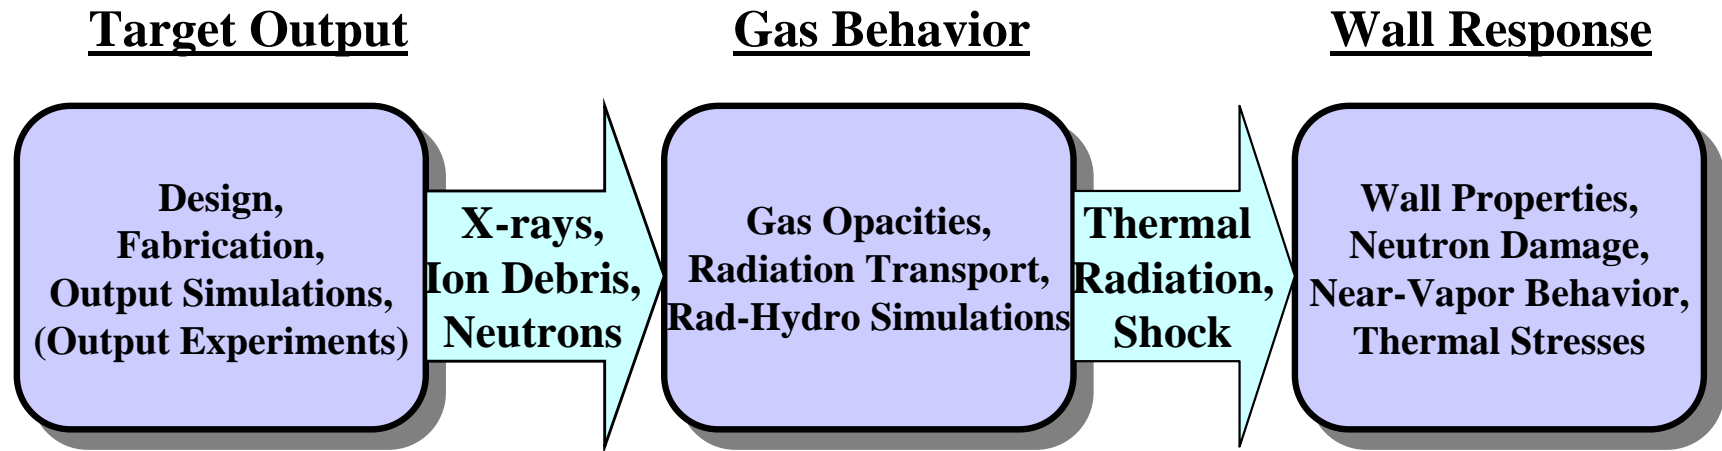 Target Output
Gas Behavior
Wall Response
Design,
Fabrication,
Output Simulations,
(Output Experiments)
X-rays,
Ion Debris,
Neutrons
Gas Opacities,
Radiation Transport,
Rad-Hydro Simulations
Thermal
Radiation,
Shock
Wall Properties,
Neutron Damage,
Near-Vapor Behavior,
Thermal Stresses